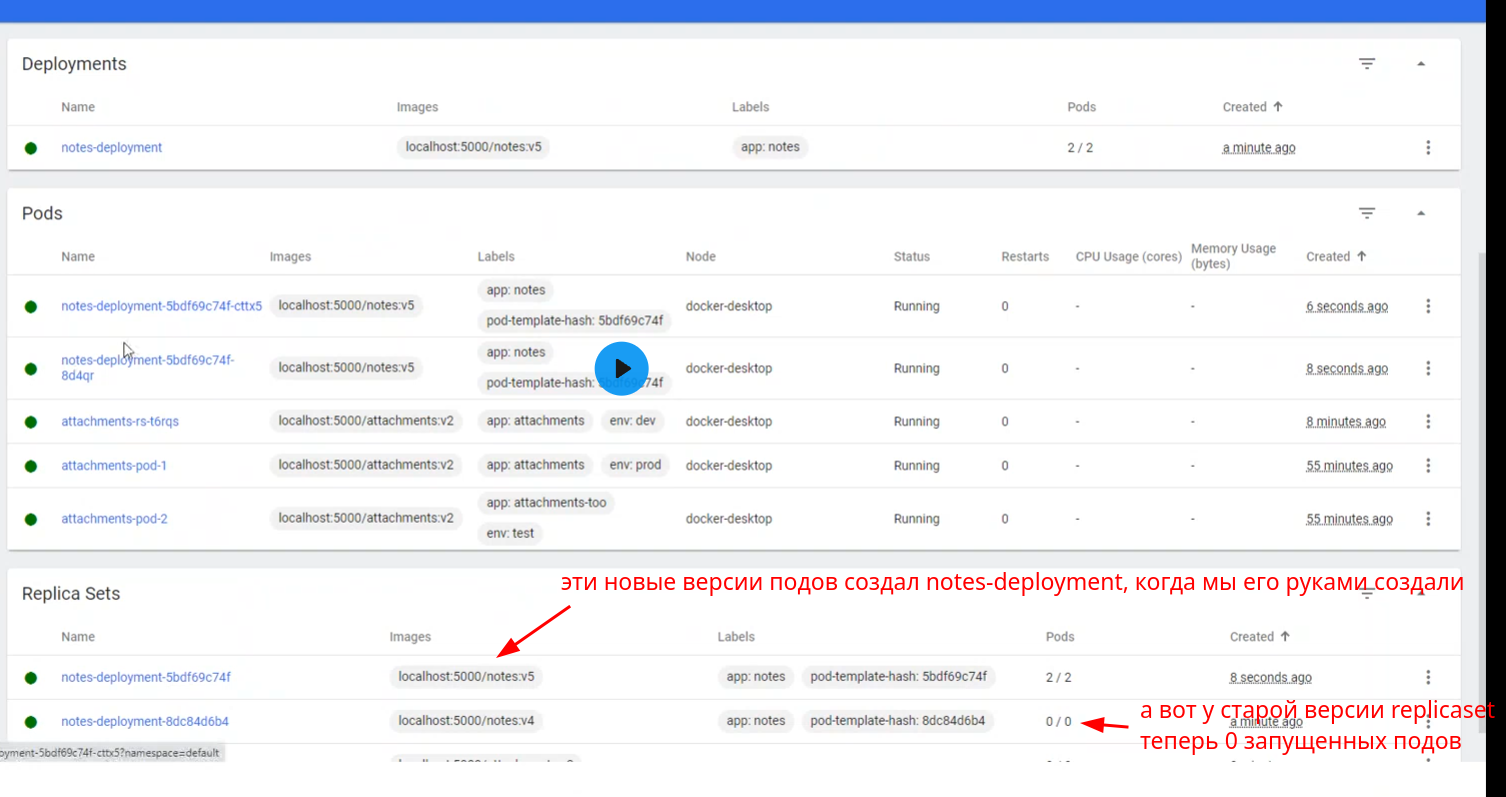 Deployments
Name Images Labels Pods Created
notes-deployment localhost:5000/notes:v5 app: notes 2 / 2 a minute ago
Pods
Name Images Labels Node Status Restarts CPU Usage (cores) Memory Usage (bytes) Created
notes-deployment-5bdf69c74f-cttx5 localhost:5000/notes:v5 app: notes docker-desktop Running 0 - - 6 seconds ago
pod-template-hash: 5bdf69c74f
notes-deployment-5bdf69c74f- localhost:5000/notes:v5 app: notes docker-desktop Running 0 - - 8 seconds ago
8d4qr pod-template-hash: 5bdf69c74f
attachments-rs-t6rqs localhost:5000/attachments:v2 app: attachments env: dev docker-desktop Running 0 - - 8 minutes ago
attachments-pod-1 localhost:5000/attachments:v2 app: attachments env: prod docker-desktop Running 0 - - 55 minutes ago
attachments-pod-2 localhost:5000/attachments:v2 app: attachments-too docker-desktop Running 0 - - 55 minutes ago
env: test
эти новые версии подов создал notes-deployment, когда мы его руками создали
Replica Sets
Name Images Labels Pods Created
notes-deployment-5bdf69c74f localhost:5000/notes:v5 app: notes pod-template-hash: 5bdf69c74f 2 / 2 8 seconds ago
notes-deployment-8dc84d6b4 localhost:5000/notes:v4 app: notes pod-template-hash: 8dc84d6b4 0 / 0 a minute ago
а вот у старой версии replicaset
теперь 0 запущенных подов
oyment-5bdf69c74f-cttx5?namespace=default